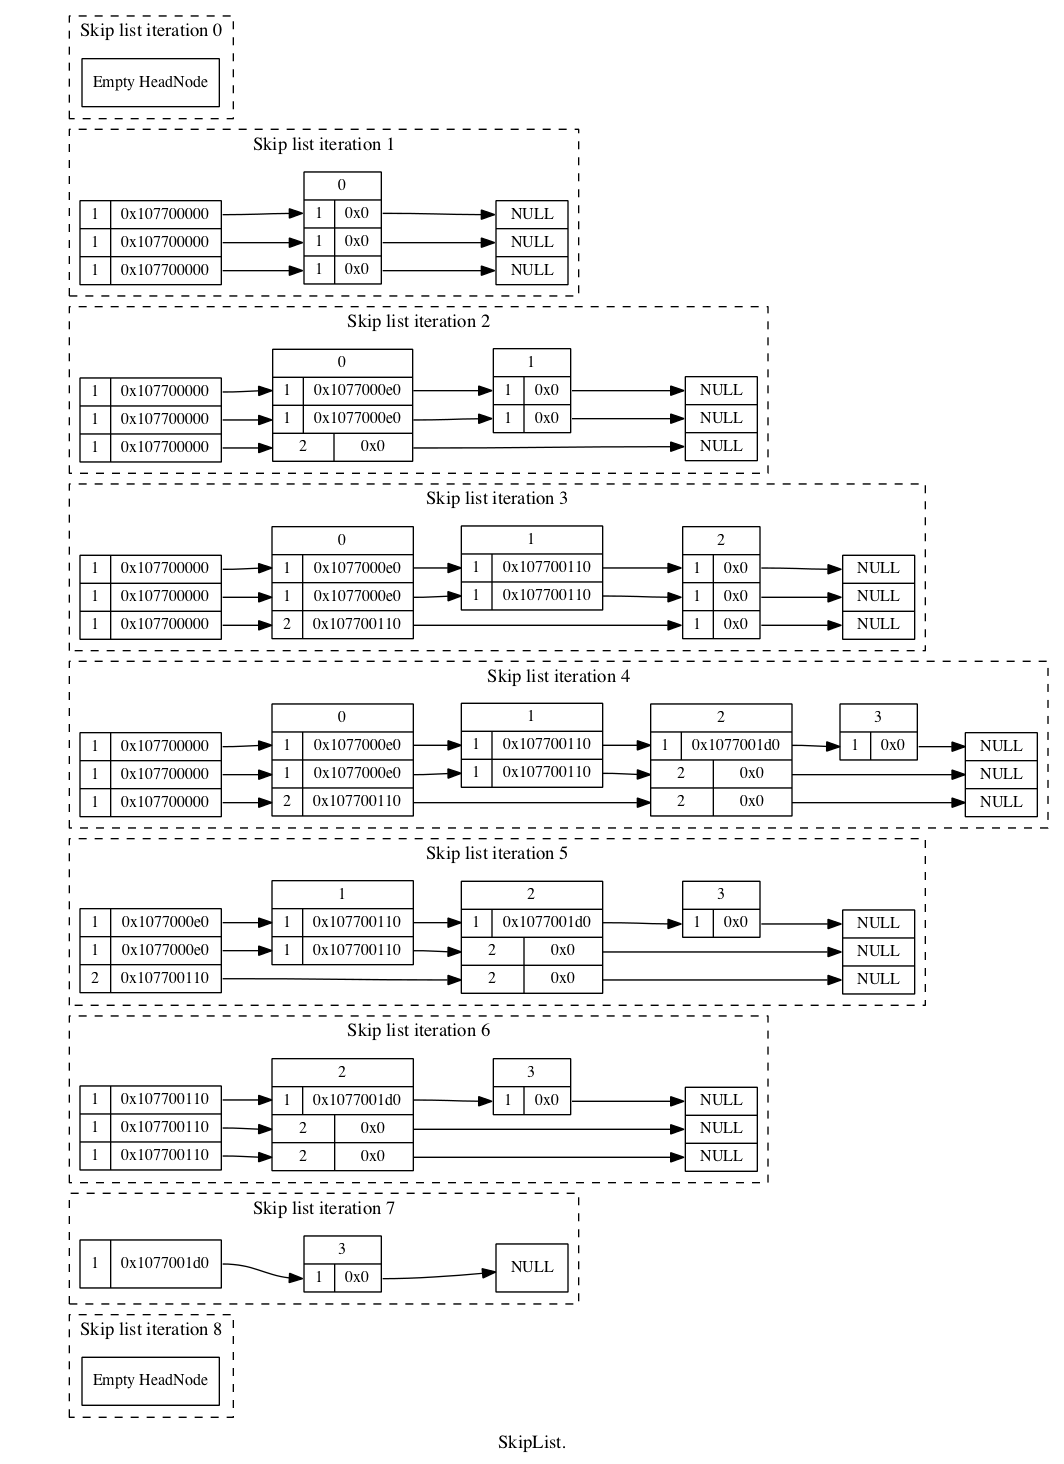 Skip list iteration 0
Empty HeadNode
Skip list iteration 1
0
1 0x107700000 1 0x0 NULL
1 0x107700000 1 0x0 NULL
1 0x107700000 1 0x0 NULL
Skip list iteration 2
0 1
1 0x107700000 1 0x1077000e0 1 0x0 NULL
1 0x107700000 1 0x1077000e0 1 0x0 NULL
1 0x107700000 2 0x0 NULL
Skip list iteration 3
0 1 2
1 0x107700000 1 0x1077000e0 1 0x107700110 1 0x0 NULL
1 0x107700000 1 0x1077000e0 1 0x107700110 1 0x0 NULL
1 0x107700000 2 0x107700110 1 0x0 NULL
Skip list iteration 4
0 1 2 3
1 0x107700000 1 0x1077000e0 1 0x107700110 1 0x1077001d0 1 0x0 NULL
1 0x107700000 1 0x1077000e0 1 0x107700110 2 0x0 NULL
1 0x107700000 2 0x107700110 2 0x0 NULL
Skip list iteration 5
1 2 3
1 0x1077000e0 1 0x107700110 1 0x1077001d0 1 0x0 NULL
1 0x1077000e0 1 0x107700110 2 0x0 NULL
2 0x107700110 2 0x0 NULL
Skip list iteration 6
2 3
1 0x107700110 1 0x1077001d0 1 0x0 NULL
1 0x107700110 2 0x0 NULL
1 0x107700110 2 0x0 NULL
Skip list iteration 7
3
1 0x1077001d0 1 0x0 NULL
Skip list iteration 8
Empty HeadNode
SkipList.